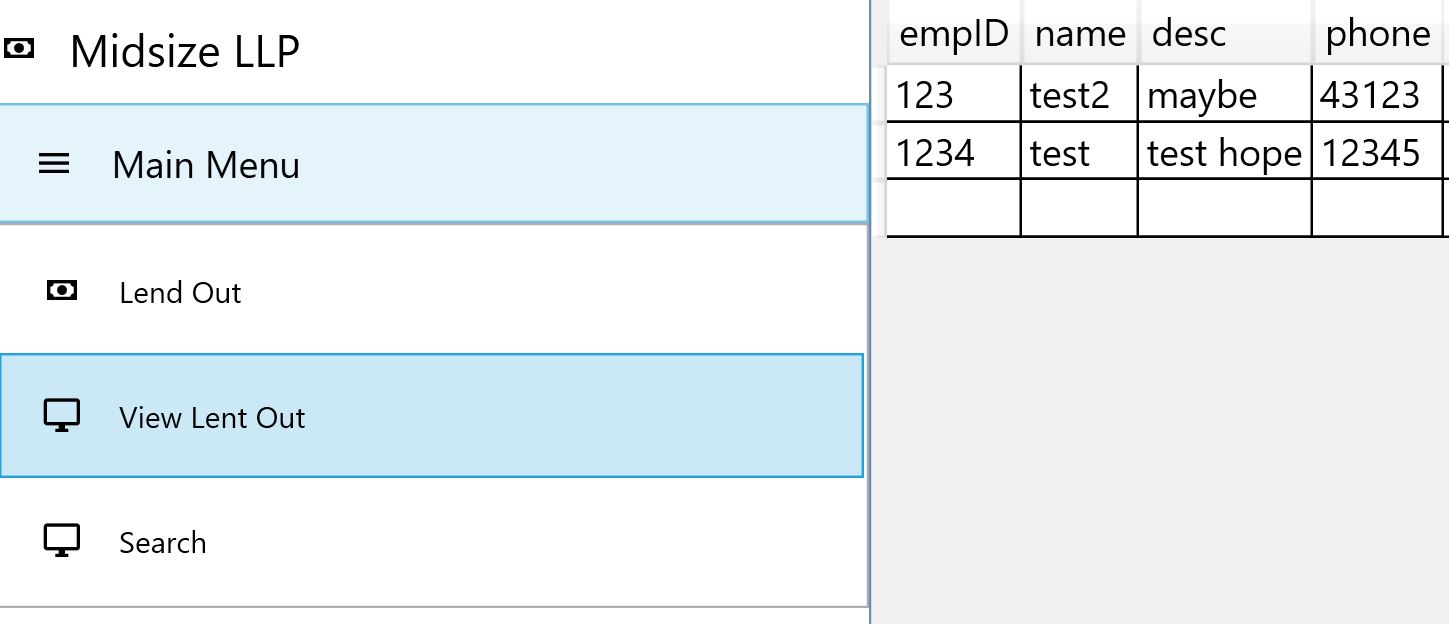 Midsize LLP
Main Menu
Lend Out
View Lent Out
Search
empID name desc phone
123 test2 maybe 43123
1234 test test hope 12345